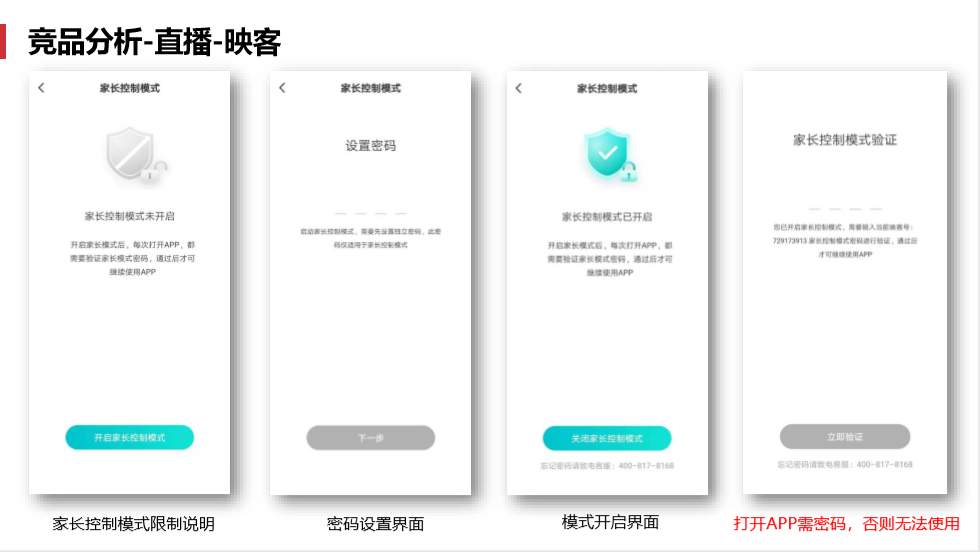 竞品分析-直播-映客
家长控制模式
家长控制模式未开启
开启家长模式后，每次打开APP，都
需要验证家长模式密码，通过后才可
继续使用APP
开启家长控制模式
家长控制模式限制说明
家长控制模式
设置密码
启动家长控制模式，需要先设置独立密码，此密
码仅适用于家长控制模式
下一步
密码设置界面
家长控制模式
家长控制模式已开启
开启家长模式后，每次打开APP，都
需要验证家长模式密码，通过后才可
继续使用APP
关闭家长控制模式
忘记密码请致电客服：400-817-8168
模式开启界面
家长控制模式验证
您已开启家长控制模式，需要输入当前映客号：
729173913 家长控制模式密码进行验证，通过后
才可继续使用APP
立即验证
忘记密码请致电客服：400-817-8168
打开APP需密码，否则无法使用